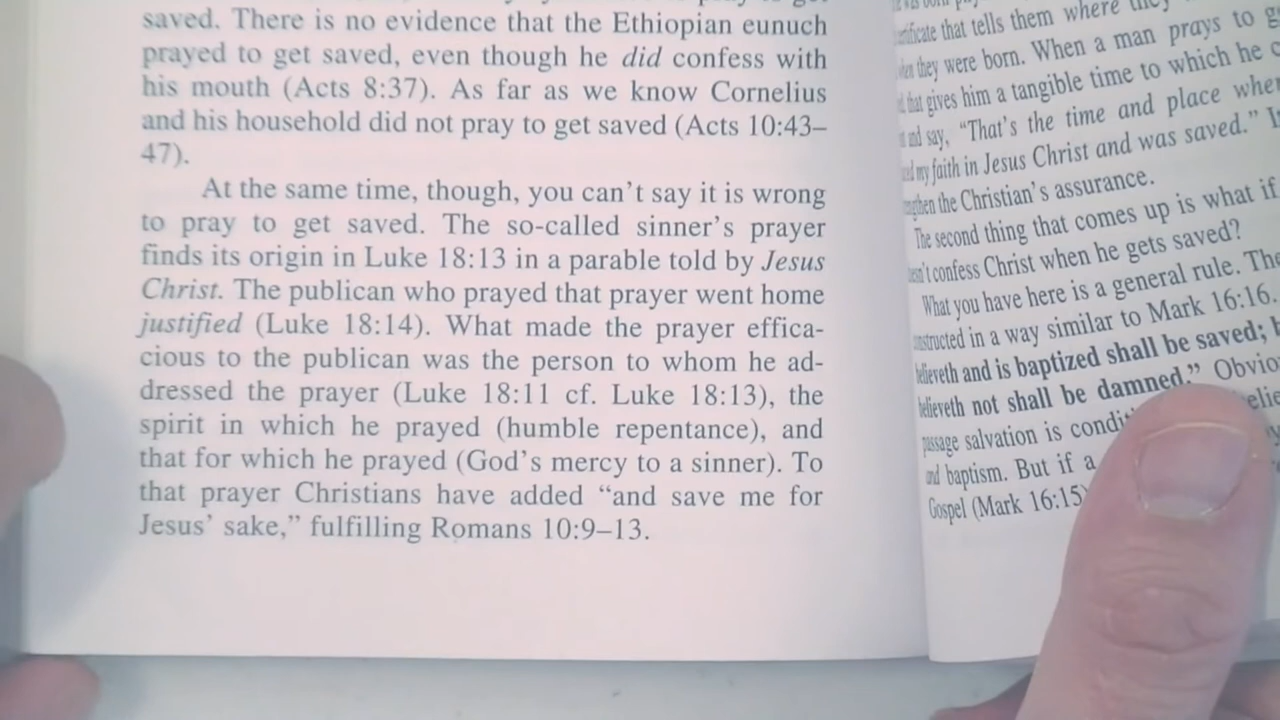 saved. There is no evidence that the Ethiopian eunuch
prayed to get saved, even though he did confess with
his mouth (Acts 8:37). As far as we know Cornelius
and his household did not pray to get saved (Acts 10:43–
47).
At the same time, though, you can't say it is wrong
to pray to get saved. The so-called sinner's prayer
finds its origin in Luke 18:13 in a parable told by Jesus
Christ. The publican who prayed that prayer went home
justified (Luke 18:14). What made the prayer effica-
cious to the publican was the person to whom he ad-
dressed the prayer (Luke 18:11 cf. Luke 18:13), the
spirit in which he prayed (humble repentance), and
that for which he prayed (God's mercy to a sinner). To
that prayer Christians have added “and save me for
Jesus' sake,” fulfilling Romans 10:9–13.
that tells them where they
they were born. When a man prays to
that gives him a tangible time to which he
and say, “That's the time and place
my faith in Jesus Christ and was saved.”
the Christian's assurance.
The second thing that comes up is what if
confess Christ when he gets saved?
What you have here is a general rule. The
in a way similar to Mark 16:16.
and is baptized shall be saved;
not shall be damned.” Obvio
passage salvation is
and baptism. But if a
Gospel (Mark 16:15)